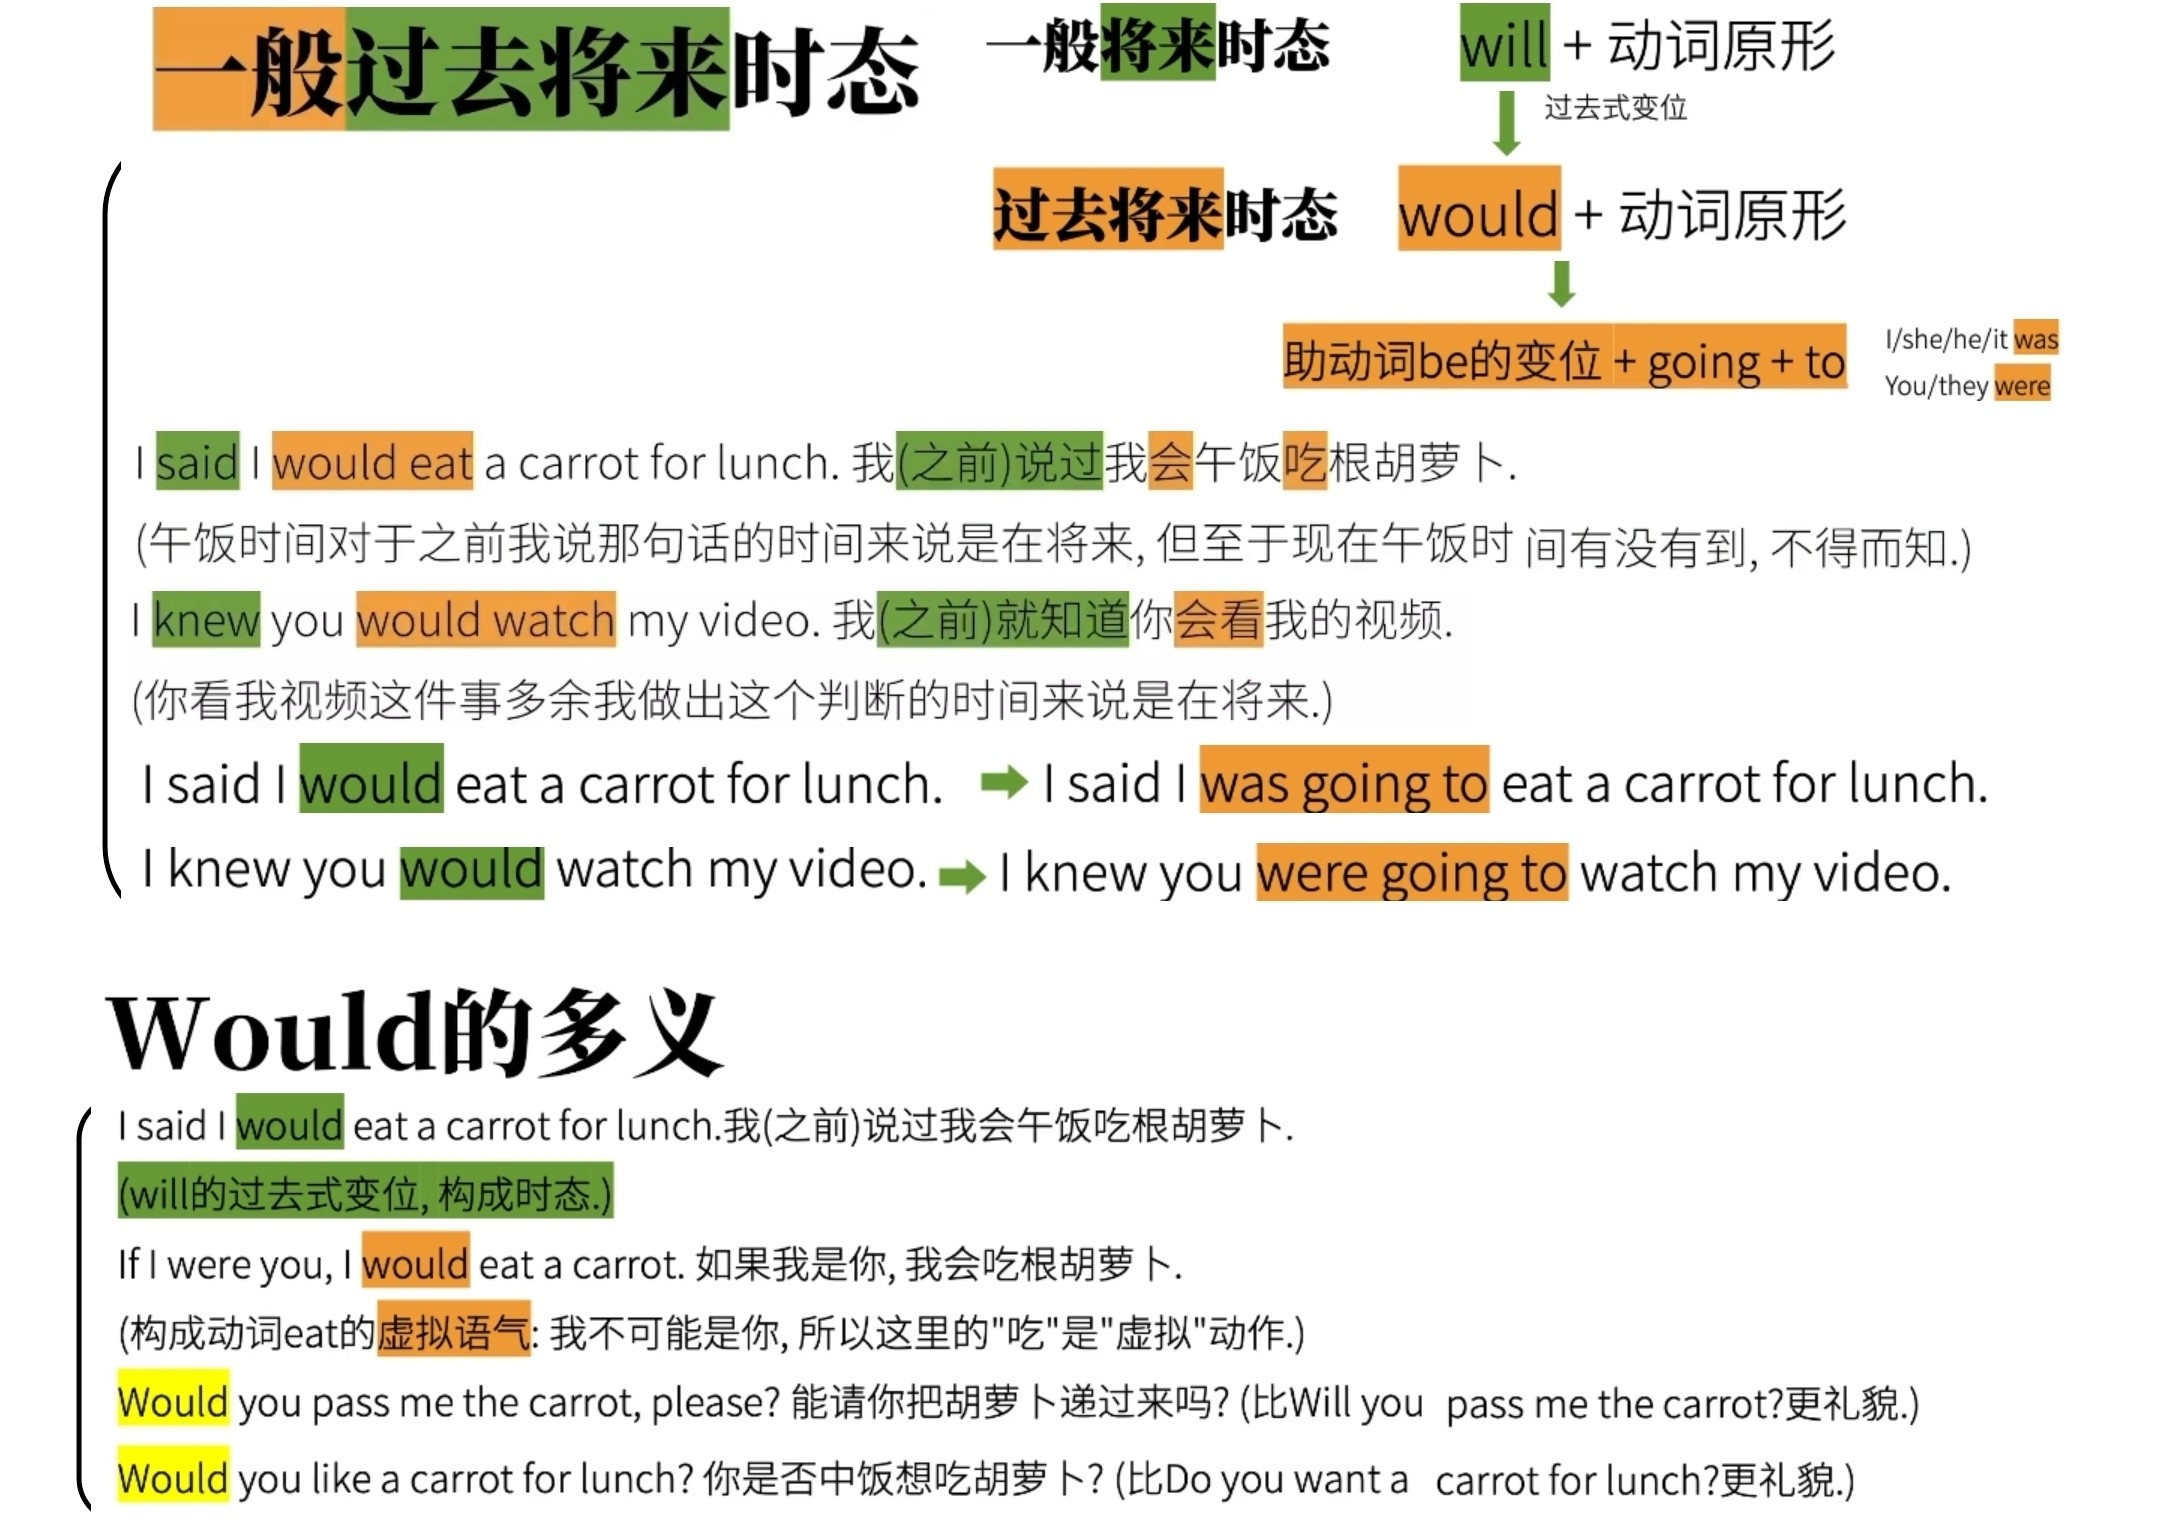 一般过去将来时态
一般将来时态
will + 动词原形
过去式变位
过去将来时态
would + 动词原形
助动词be的变位 + going + to
I/she/he/it was
You/they were
I said I would eat a carrot for lunch. 我(之前)说过我会午饭吃根胡萝卜.
(午饭时间对于之前我说那句话的时间来说是在将来, 但至于现在午饭时 间有没有到, 不得而知.)
I knew you would watch my video. 我(之前)就知道你会看我的视频.
(你看我视频这件事多余我做出这个判断的时间来说是在将来.)
I said I would eat a carrot for lunch. ➡ I said I was going to eat a carrot for lunch.
I knew you would watch my video. ➡ I knew you were going to watch my video.
Would的多义
I said I would eat a carrot for lunch.我(之前)说过我会午饭吃根胡萝卜.
(will的过去式变位, 构成时态.)
If I were you, I would eat a carrot. 如果我是你, 我会吃根胡萝卜.
(构成动词eat的虚拟语气: 我不可能是你, 所以这里的"吃"是"虚拟"动作.)
Would you pass me the carrot, please? 能请你把胡萝卜递过来吗? (比Will you pass me the carrot?更礼貌.)
Would you like a carrot for lunch? 你是否中饭想吃胡萝卜? (比Do you want a carrot for lunch?更礼貌.)